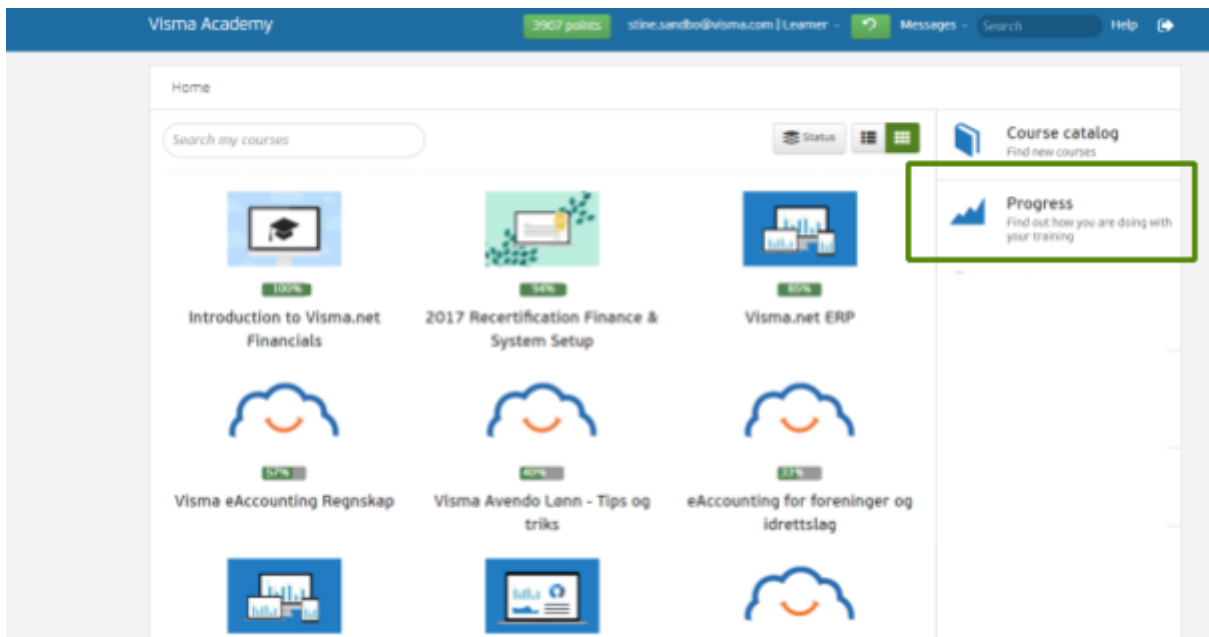 Visma Academy
3907 points
stine.sandbo@visma.com | Learner
Messages
Search
Help
Home
Search my courses
Status
Course catalog
Find new courses
Progress
Find out how you are doing with
your training
100%
94%
85%
Introduction to Visma.net
Financials
2017 Recertification Finance &
System Setup
Visma.net ERP
57%
40%
33%
Visma eAccounting Regnskap
Visma Avendo Lønn - Tips og
triks
eAccounting for foreninger og
idrettslag